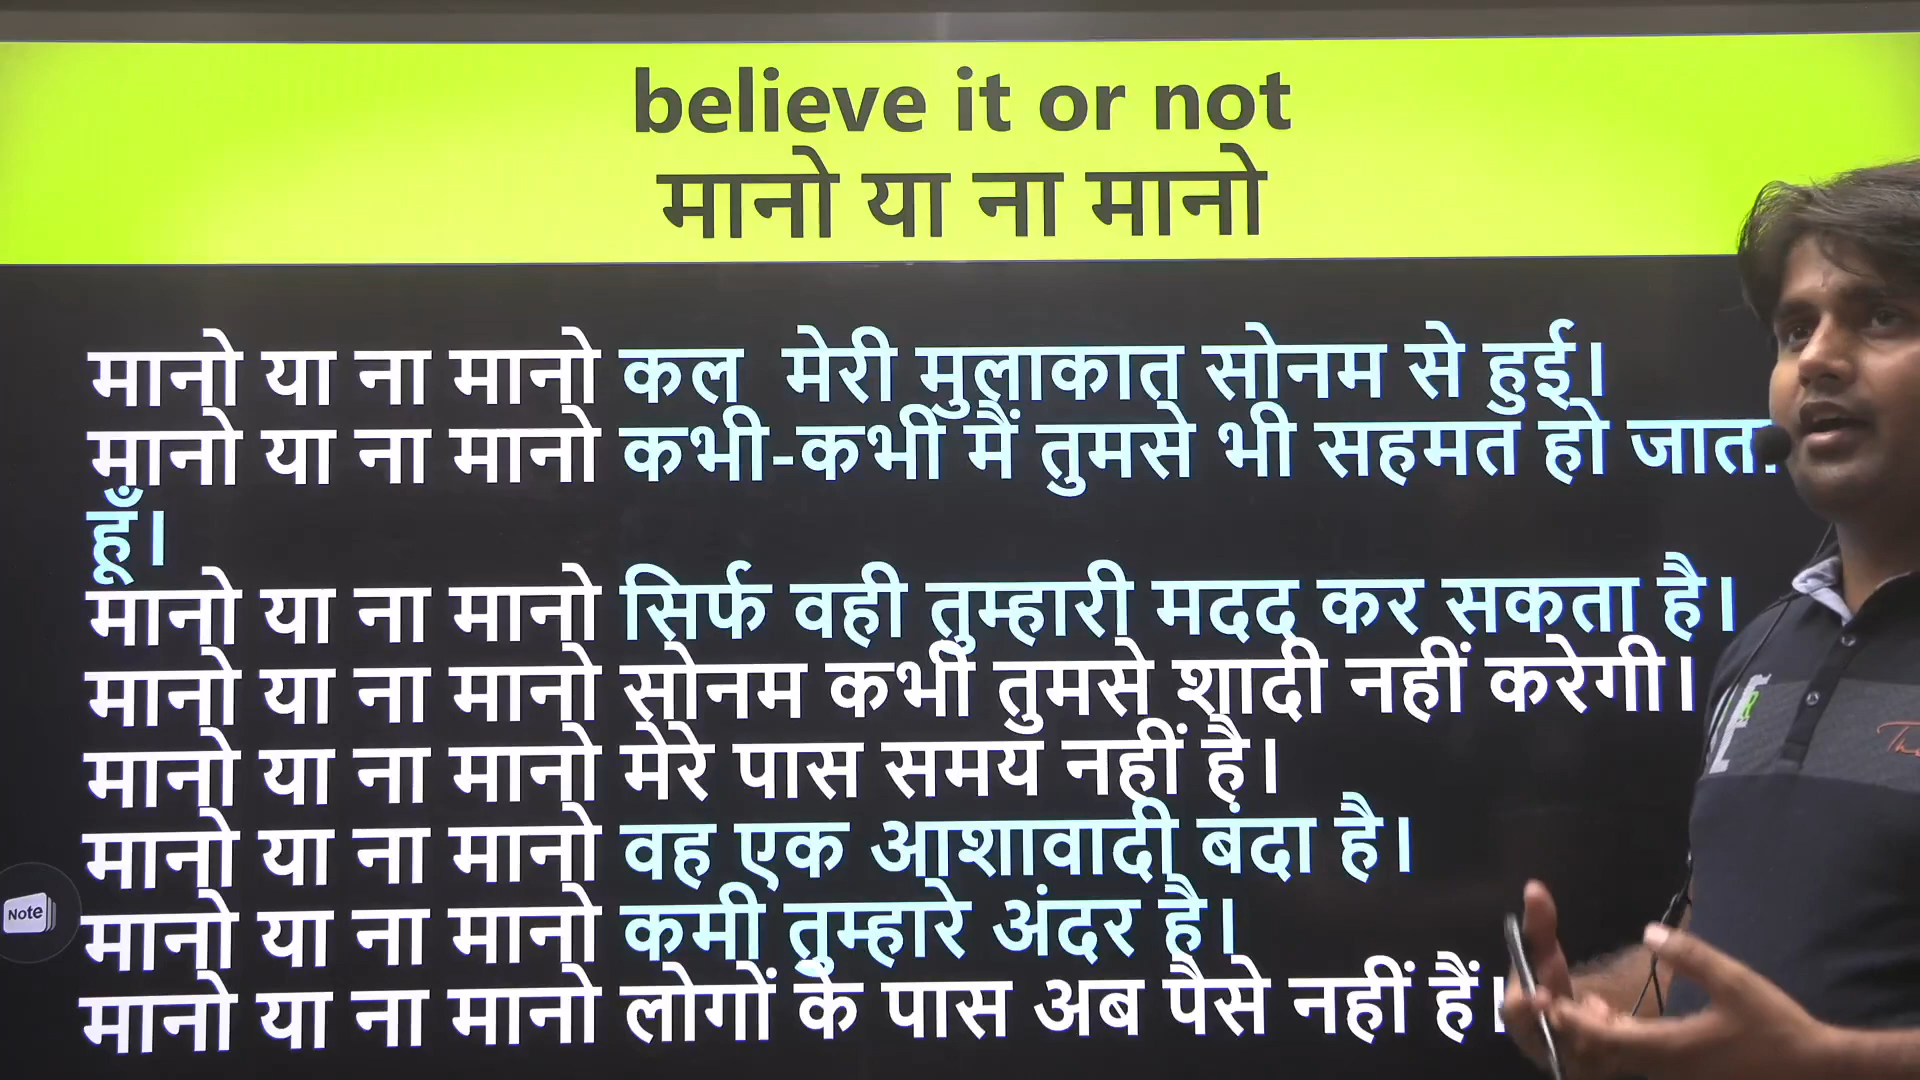 believe it or not
मानो या ना मानो
मानो या ना मानो कल मेरी मुलाकात सोनम से हुई।
मानो या ना मानो कभी-कभी मैं तुमसे भी सहमत हो जाता
हूँ।
मानो या ना मानो सिर्फ वही तुम्हारी मदद कर सकता है।
मानो या ना मानो सोनम कभी तुमसे शादी नहीं करेगी।
मानो या ना मानो मेरे पास समय नहीं है।
मानो या ना मानो वह एक आशावादी बंदा है।
मानो या ना मानो कमी तुम्हारे अंदर है।
मानो या ना मानो लोगों के पास अब पैसे नहीं हैं।
Note